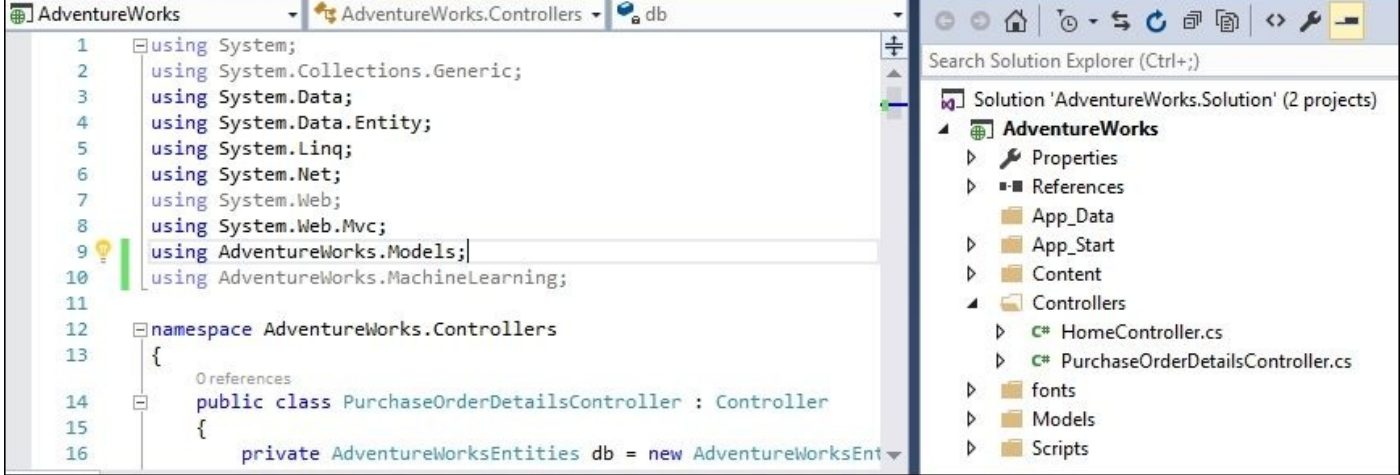 AdventureWorks AdventureWorks.Controllers db
1 using System;
2 using System.Collections.Generic;
3 using System.Data;
4 using System.Data.Entity;
5 using System.Linq;
6 using System.Net;
7 using System.Web;
8 using System.Web.Mvc;
9 using AdventureWorks.Models;
10 using AdventureWorks.MachineLearning;
11
12 namespace AdventureWorks.Controllers
13 {
0 references
14 public class PurchaseOrderDetailsController : Controller
15 {
16 private AdventureWorksEntities db = new AdventureWorksEnt
Search Solution Explorer (Ctrl+;)
Solution 'AdventureWorks.Solution' (2 projects)
AdventureWorks
Properties
References
App_Data
App_Start
Content
Controllers
C# HomeController.cs
C# PurchaseOrderDetailsController.cs
fonts
Models
Scripts